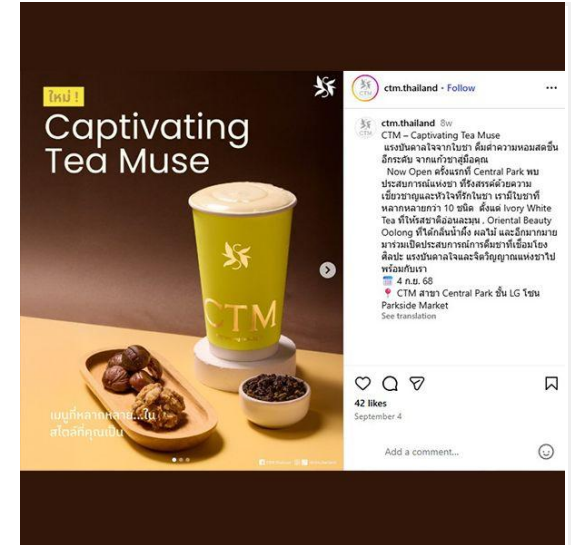 ใหม่ !
Captivating
Tea Muse
CTM
เมนูที่หลากหลาย...ใน
สไตล์ที่คุณเป็น
ctm.thailand • Follow
ctm.thailand 8w
CTM – Captivating Tea Muse
แรงบันดาลใจจากใบชา ดื่มด่ำความหอมสดชื่น
อีกระดับ จากแก้วชาสู่มือคุณ
Now Open ครั้งแรกที่ Central Park พบ
ประสบการณ์แห่งชา ที่รังสรรค์ด้วยความ
เชี่ยวชาญและหัวใจที่รักในชา เรามีใบชาที่
หลากหลายกว่า 10 ชนิด ตั้งแต่ Ivory White
Tea ที่ให้รสชาติอ่อนละมุน , Oriental Beauty
Oolong ที่ได้กลิ่นน้ำผึ้ง ผลไม้ และอีกมากมาย
มาร่วมเปิดประสบการณ์การดื่มชาที่เชื่อมโยง
ศิลปะ แรงบันดาลใจและจิตวิญญาณแห่งชาไป
พร้อมกับเรา
4 ก.ย. 68
CTM สาขา Central Park ชั้น LG โซน
Parkside Market
See translation
42 likes
September 4
Add a comment...